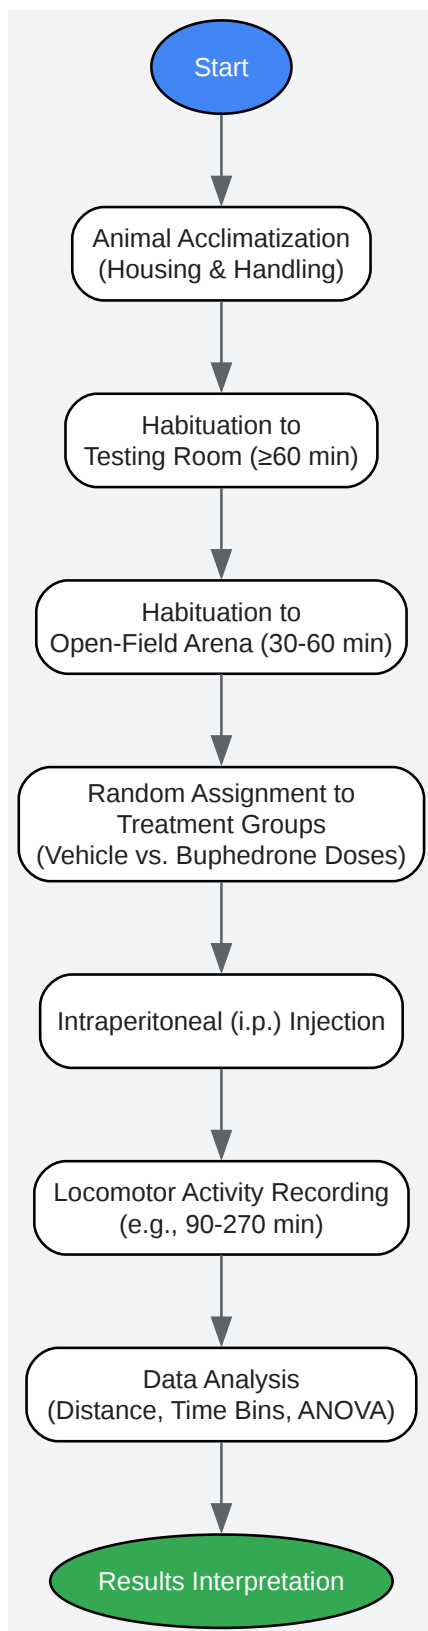 Start
Animal Acclimatization
(Housing & Handling)
Habituation to
Testing Room (≥60 min)
Habituation to
Open-Field Arena (30-60 min)
Random Assignment to
Treatment Groups
(Vehicle vs. Buphedrone Doses)
Intraperitoneal (i.p.) Injection
Locomotor Activity Recording
(e.g., 90-270 min)
Data Analysis
(Distance, Time Bins, ANOVA)
Results Interpretation